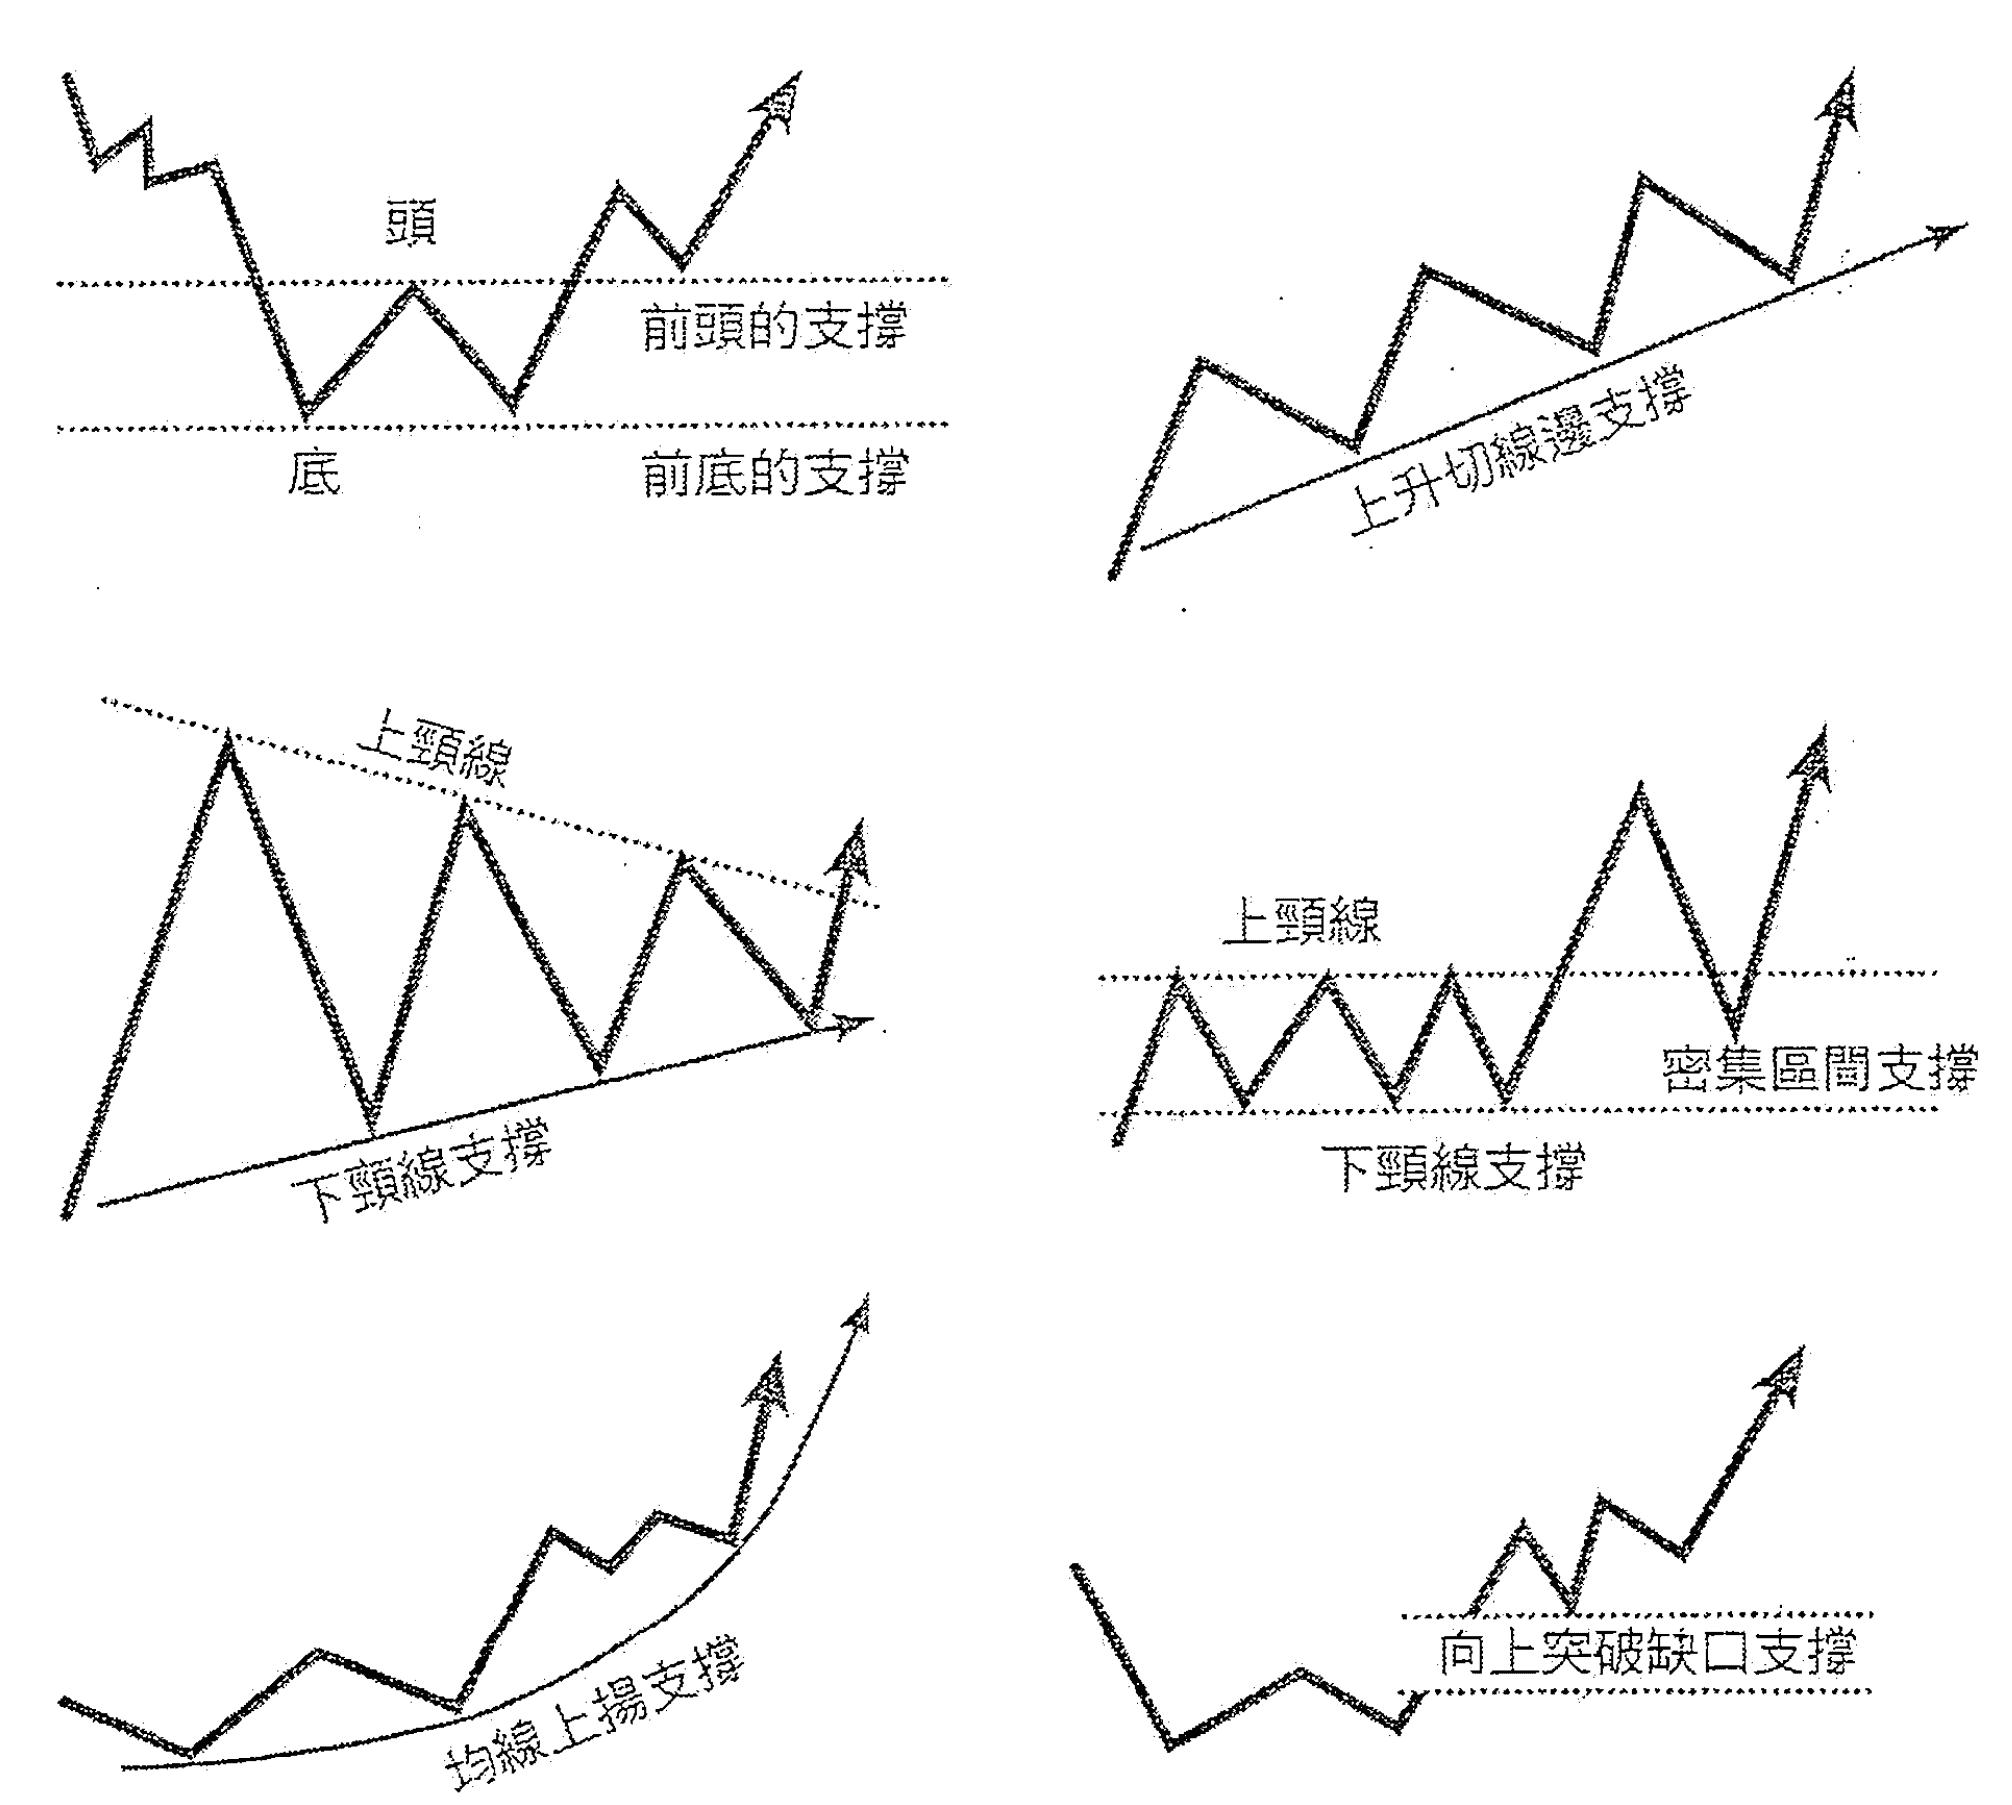 頭
前頭的支撐
底
前底的支撐
上升切線邊支撐
上頸線
下頸線支撐
上頸線
密集區間支撐
下頸線支撐
均線上揚支撐
向上突破缺口支撐